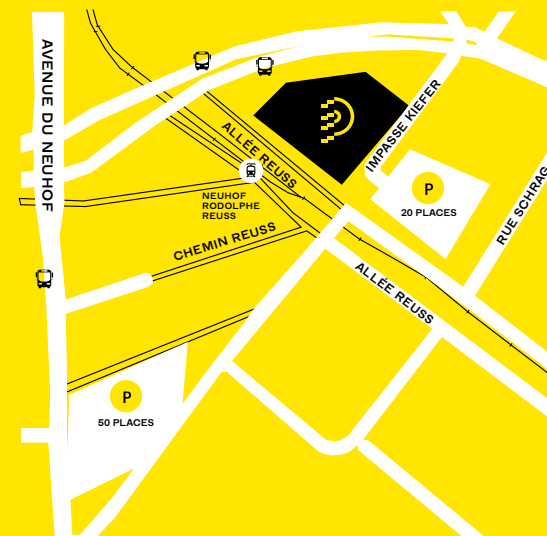 AVENUE DU NEUHOF
ALLÉE REUSS
IMPASSE KIEFER
P
20 PLACES
RUE SCHRAG
NEUHOF
RODOLPHE
REUSS
CHEMIN REUSS
ALLÉE REUSS
P
50 PLACES